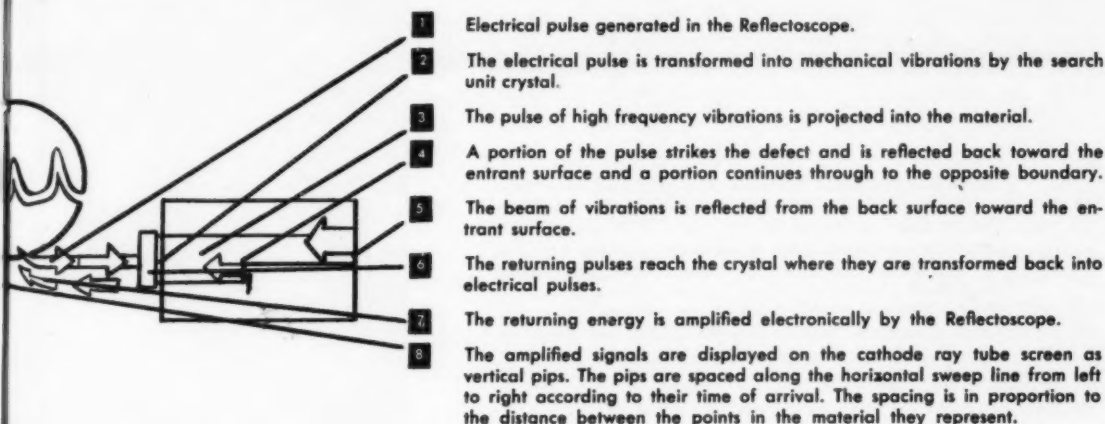 1 Electrical pulse generated in the Reflectoscope.
2 The electrical pulse is transformed into mechanical vibrations by the search
unit crystal.
3 The pulse of high frequency vibrations is projected into the material.
4 A portion of the pulse strikes the defect and is reflected back toward the
entrant surface and a portion continues through to the opposite boundary.
5 The beam of vibrations is reflected from the back surface toward the en-
trant surface.
6 The returning pulses reach the crystal where they are transformed back into
electrical pulses.
7 The returning energy is amplified electronically by the Reflectoscope.
8 The amplified signals are displayed on the cathode ray tube screen as
vertical pips. The pips are spaced along the horizontal sweep line from left
to right according to their time of arrival. The spacing is in proportion to
the distance between the points in the material they represent.